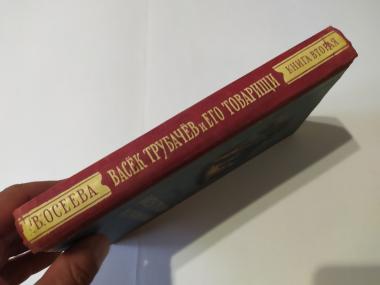 В. ОСЕЕВА
ВАСЁК ТРУБАЧЁВ И ЕГО ТОВАРИЩИ
КНИГА ВТОРАЯ